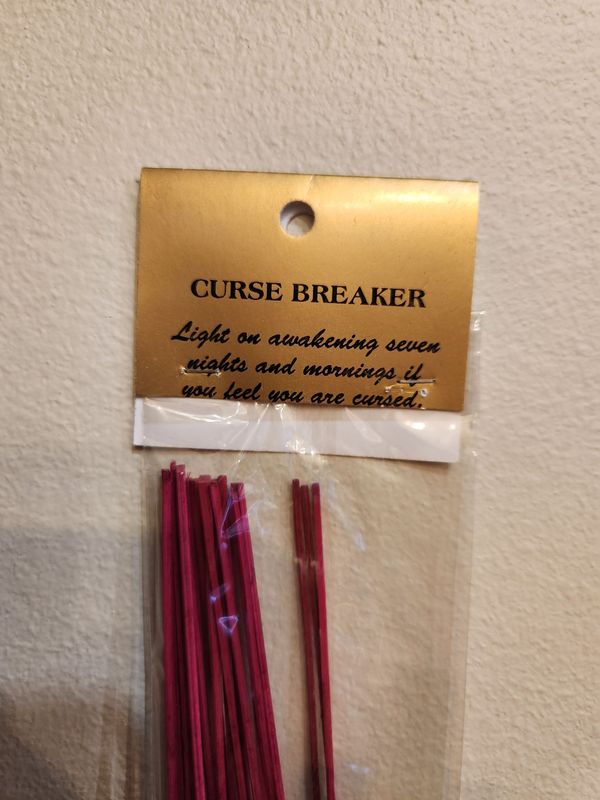 CURSE BREAKER
Light on awakening seven
nights and mornings if
you feel you are cursed.